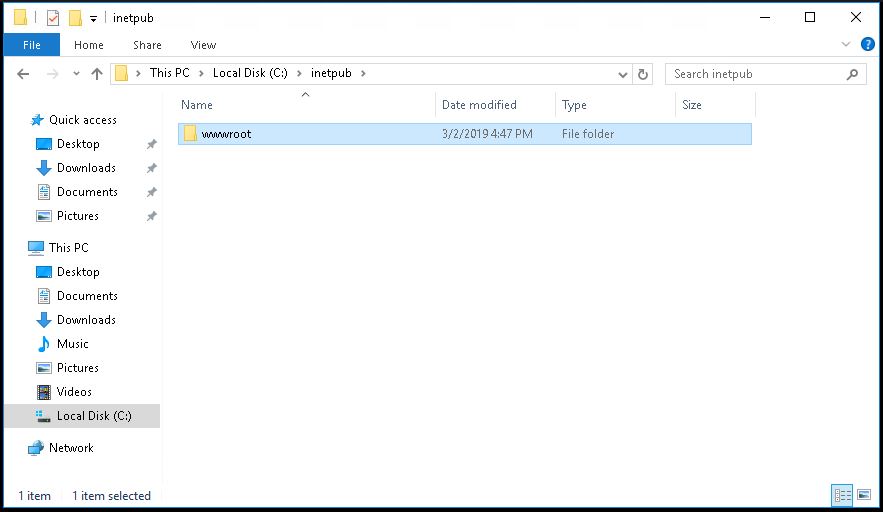 inetpub
File Home Share View
This PC Local Disk (C:) inetpub Search inetpub
Name Date modified Type Size
wwwroot 3/2/2019 4:47 PM File folder
Quick access
Desktop
Downloads
Documents
Pictures
This PC
Desktop
Documents
Downloads
Music
Pictures
Videos
Local Disk (C:)
Network
1 item 1 item selected